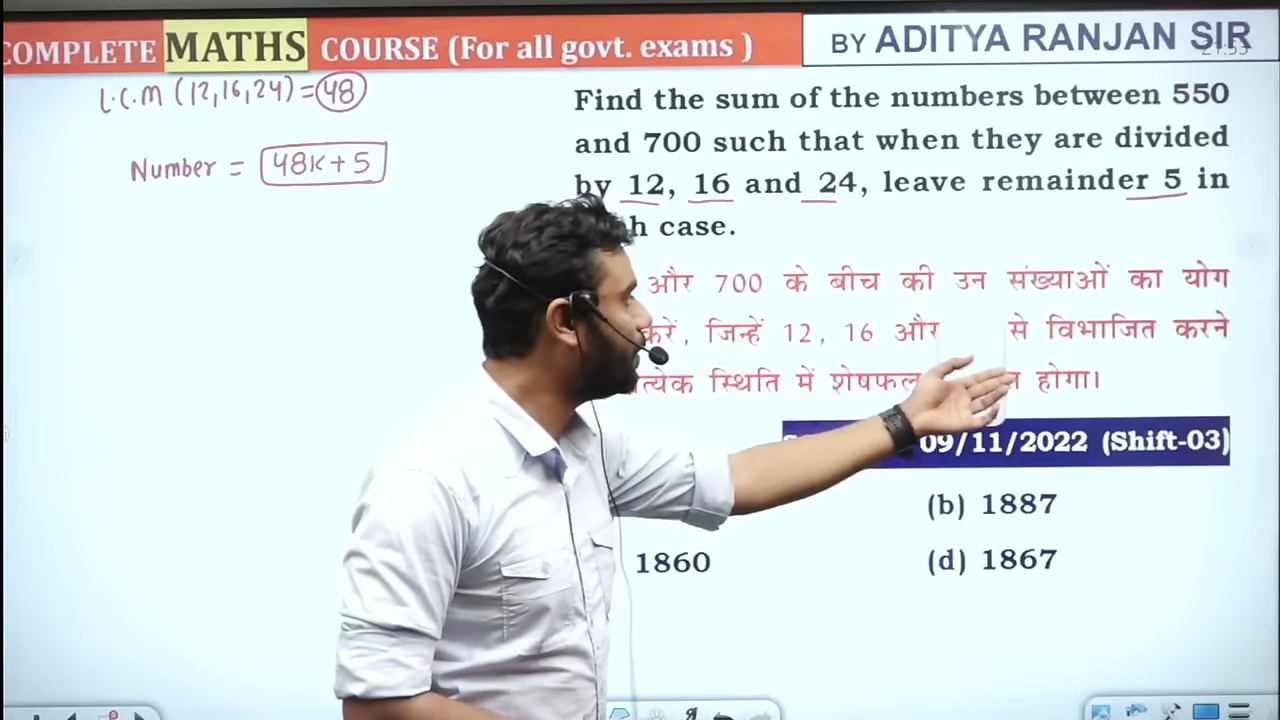 COMPLETE MATHS COURSE (For all govt. exams )
BY ADITYA RANJAN SIR
L.C.M (12,16,24) = 48
Number = 48K+5
Find the sum of the numbers between 550
and 700 such that when they are divided
by 12, 16 and 24, leave remainder 5 in
case.
और 700 के बीच की उन संख्याओं का योग
करें, जिन्हें 12, 16 और से विभाजित करने
प्रत्येक स्थिति में शेषफल होगा।
09/11/2022 (Shift-03)
(b) 1887
1860
(d) 1867